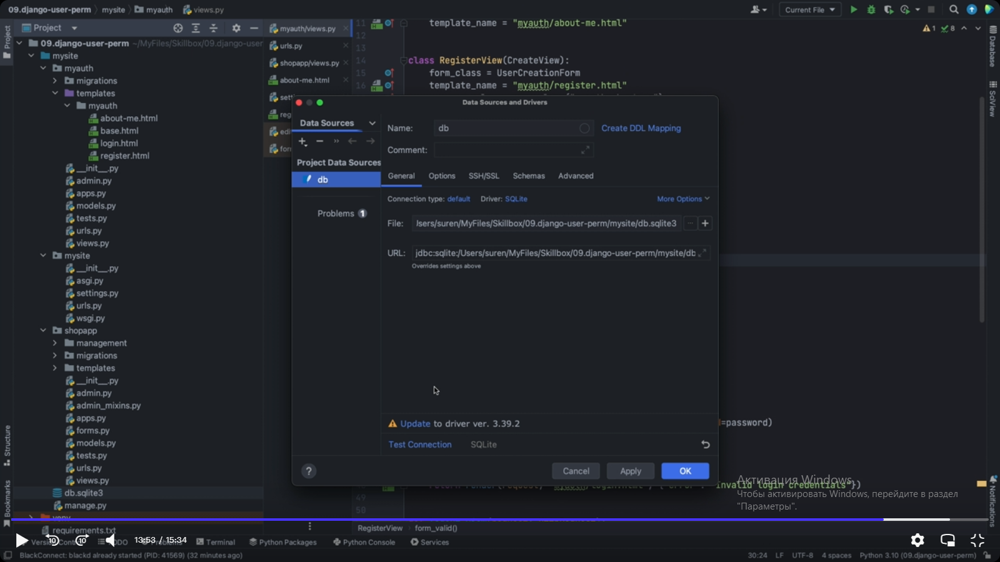 09.django-user-perm mysite myauth views.py
Current File
Project
myauth/views.py
urls.py
shopapp/views.py
about-me.html
09.django-user-perm ~/MyFiles/Skillbox/09.django-user
mysite
myauth
migrations
templates
myauth
about-me.html
base.html
login.html
register.html
__init__.py
admin.py
apps.py
models.py
tests.py
urls.py
views.py
mysite
__init__.py
asgi.py
settings.py
urls.py
wsgi.py
shopapp
management
migrations
templates
__init__.py
admin.py
admin_mixins.py
apps.py
forms.py
models.py
tests.py
urls.py
views.py
db.sqlite3
manage.py
venv
requirements.txt
Project
Structure
Bookmarks
11 template_name = "myauth/about-me.html"
12
13
14 class RegisterView(CreateView):
15 form_class = UserCreationForm
16 template_name = "myauth/register.html"
1 8
Database
SciView
Notifications
Data Sources and Drivers
Data Sources
Project Data Sources
db
Problems 1
Name: db Create DDL Mapping
Comment:
General Options SSH/SSL Schemas Advanced
Connection type: default Driver: SQLite More Options
File: Isers/suren/MyFiles/Skillbox/09.django-user-perm/mysite/db.sqlite3
URL: jdbc:sqlite:/Users/suren/MyFiles/Skillbox/09.django-user-perm/mysite/db
Overrides settings above
Update to driver ver. 3.39.2
Test Connection SQLite
? Cancel Apply OK
=password)
"invalid login credentials"})
49
50
Активация Windows
Чтобы активировать Windows, перейдите в раздел
"Параметры".
RegisterView form_valid()
10 10 13:53 / 15:34
Terminal Python Packages Python Console Services
BlackConnect: blackd already started (PID: 41569) (32 minutes ago)
30:24 LF UTF-8 4 spaces Python 3.10 (09.django-user-perm)